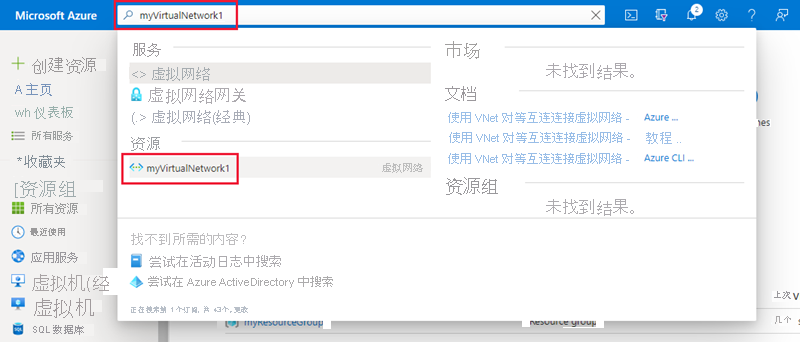 Microsoft Azure
myVirtualNetwork1
2
创建资源
A 主页
wh 仪表板
所有服务
*收藏夹
[资源组
所有资源
最近使用
应用服务
虚拟机(经
虚拟机
SQL 数据库
服务
<> 虚拟网络
虚拟网络网关
(.> 虚拟网络(经典)
资源
myVirtualNetwork1 虚拟网络
市场
未找到结果。
文档
使用 VNet 对等互连连接虚拟网络 - Azure ...
使用 VNet 对等互连连接虚拟网络 - 教程 ..
使用 VNet 对等互连连接虚拟网络 - Azure CLI ...
资源组
未找到结果。
找不到所需的内容?
尝试在活动日志中搜索
尝试在 Azure ActiveDirectory 中搜索
正在搜索第 1个订阅, 共 43个。更改
nes
上次 V
几个 s
myResourceGroup Resource group